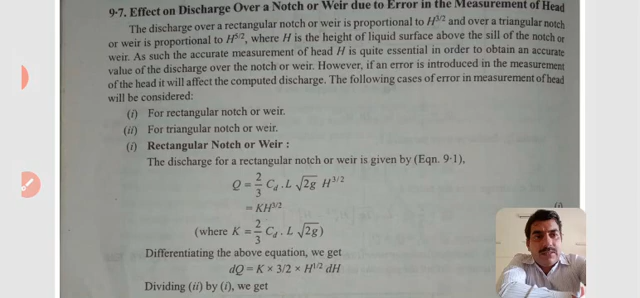 9·7. Effect on Discharge Over a Notch or Weir due to Error in the Measurement of Head
The discharge over a rectangular notch or weir is proportional to H^3/2 and over a triangular notch
or weir is proportional to H^5/2, where H is the height of liquid surface above the sill of the notch or
weir. As such the accurate measurement of head H is quite essential in order to obtain an accurate
value of the discharge over the notch or weir. However, if an error is introduced in the measurement
of the head it will affect the computed discharge. The following cases of error in measurement of head
will be considered:
(i) For rectangular notch or weir.
(ii) For triangular notch or weir.
(i) Rectangular Notch or Weir :
The discharge for a rectangular notch or weir is given by (Eqn. 9·1),
Q = 2/3 C_d . L √2g H^3/2
= KH^3/2
(i)
(where K = 2/3 C_d . L √2g)
Differentiating the above equation, we get
dQ = K × 3/2 × H^1/2 dH
Dividing (ii) by (i), we get